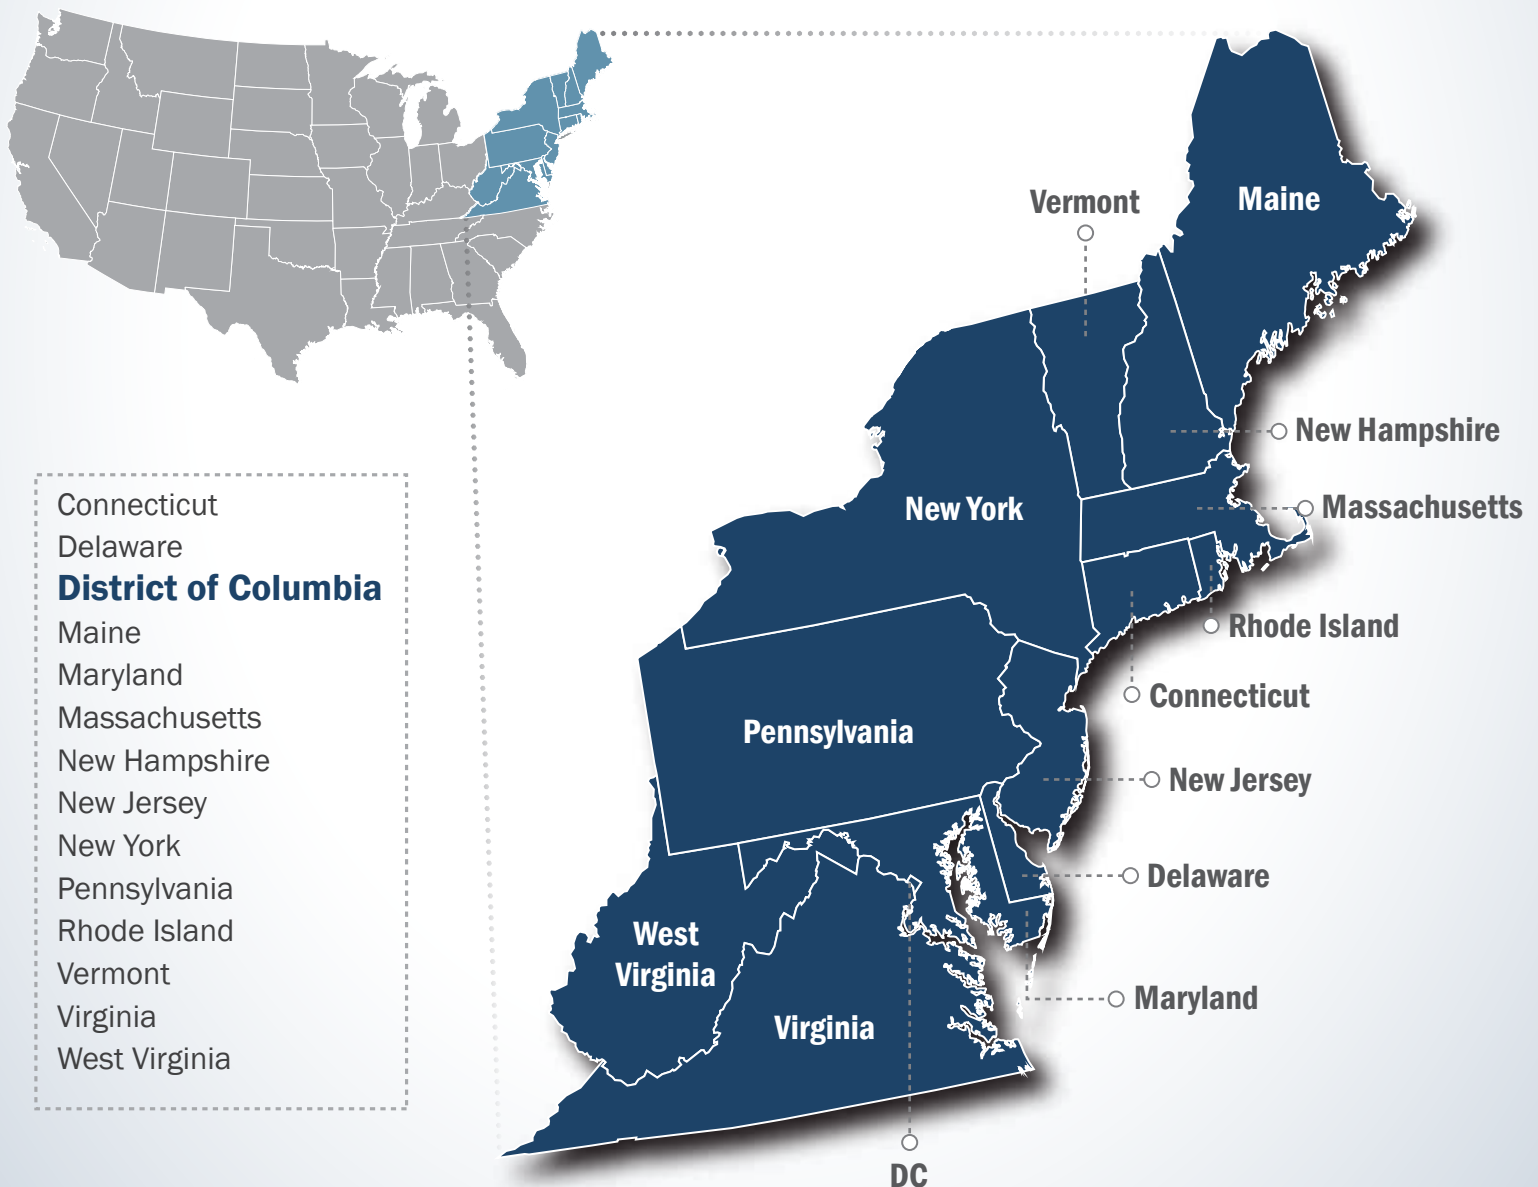 Connecticut
Delaware
District of Columbia
Maine
Maryland
Massachusetts
New Hampshire
New Jersey
New York
Pennsylvania
Rhode Island
Vermont
Virginia
West Virginia
Maine
Vermont
New Hampshire
New York
Massachusetts
Rhode Island
Connecticut
Pennsylvania
New Jersey
Delaware
West
Virginia
Maryland
Virginia
DC